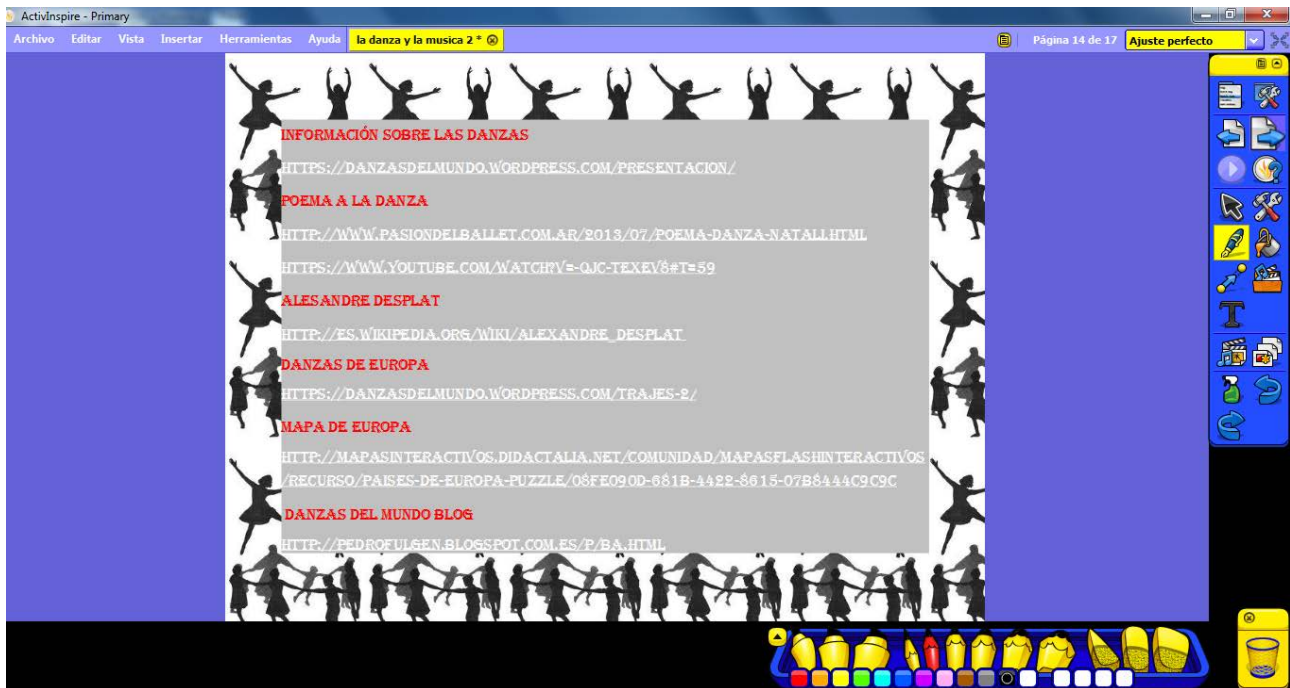 ActivInspire - Primary
Archivo Editar Vista Insertar Herramientas Ayuda la danza y la musica 2 * Página 14 de 17 Ajuste perfecto
INFORMACIÓN SOBRE LAS DANZAS
HTTPS://DANZASDELMUNDO.WORDPRESS.COM/PRESENTACION/
POEMA A LA DANZA
HTTP://WWW.PASIONDELBALLET.COM.AR/2013/07/POEMA-DANZA-NATALI.HTML
HTTPS://WWW.YOUTUBE.COM/WATCH?V=-QJC-TEXEV8#T=59
ALESANDRE DESPLAT
HTTP://ES.WIKIPEDIA.ORG/WIKI/ALEXANDRE_DESPLAT
DANZAS DE EUROPA
HTTPS://DANZASDELMUNDO.WORDPRESS.COM/TRAJES-2/
MAPA DE EUROPA
HTTP://MAPASINTERACTIVOS.DIDACTALIA.NET/COMUNIDAD/MAPASFLASHINTERACTIVOS
/RECURSO/PAISES-DE-EUROPA-PUZZLE/08FE090D-681B-4422-8615-07B8444C9C9C
DANZAS DEL MUNDO BLOG
HTTP://PEDROFULGEN.BLOGSPOT.COM.ES/P/BA.HTML